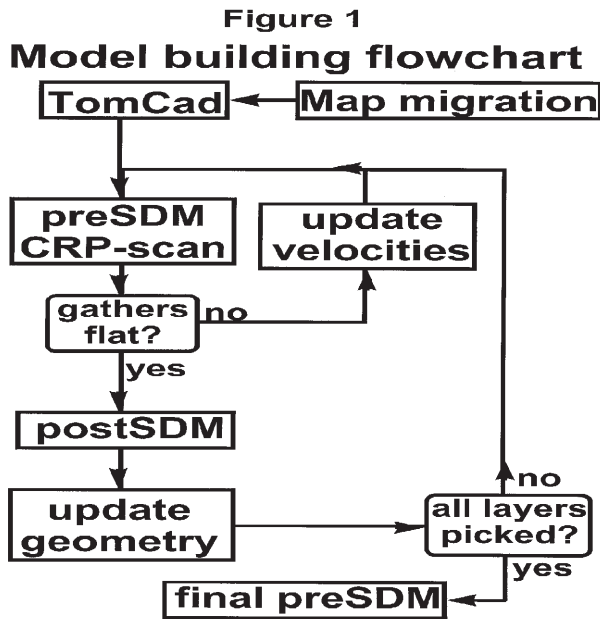 Figure 1
Model building flowchart
TomCad
Map migration
preSDM
CRP-scan
update
velocities
gathers
flat?
no
yes
postSDM
update
geometry
all layers
picked?
no
yes
final preSDM